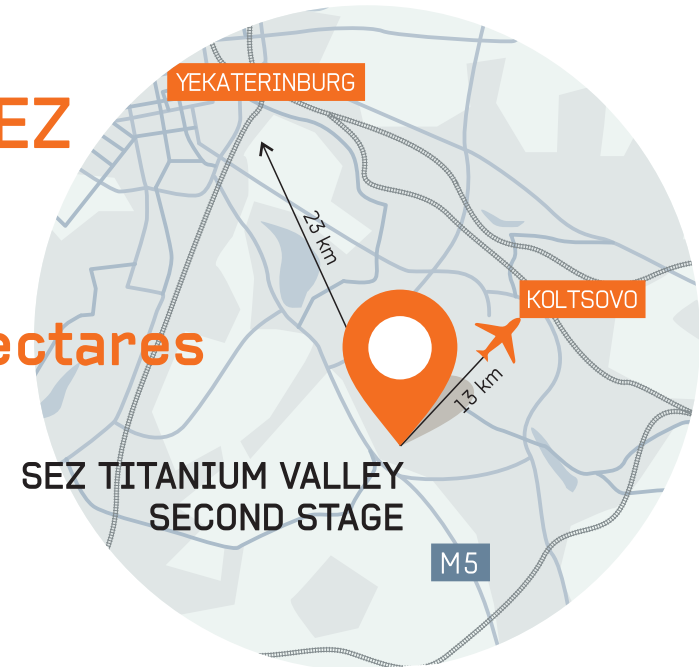 YEKATERINBURG
EZ
23 km
KOLTSOVO
ectares
13 km
SEZ TITANIUM VALLEY
SECOND STAGE
M5